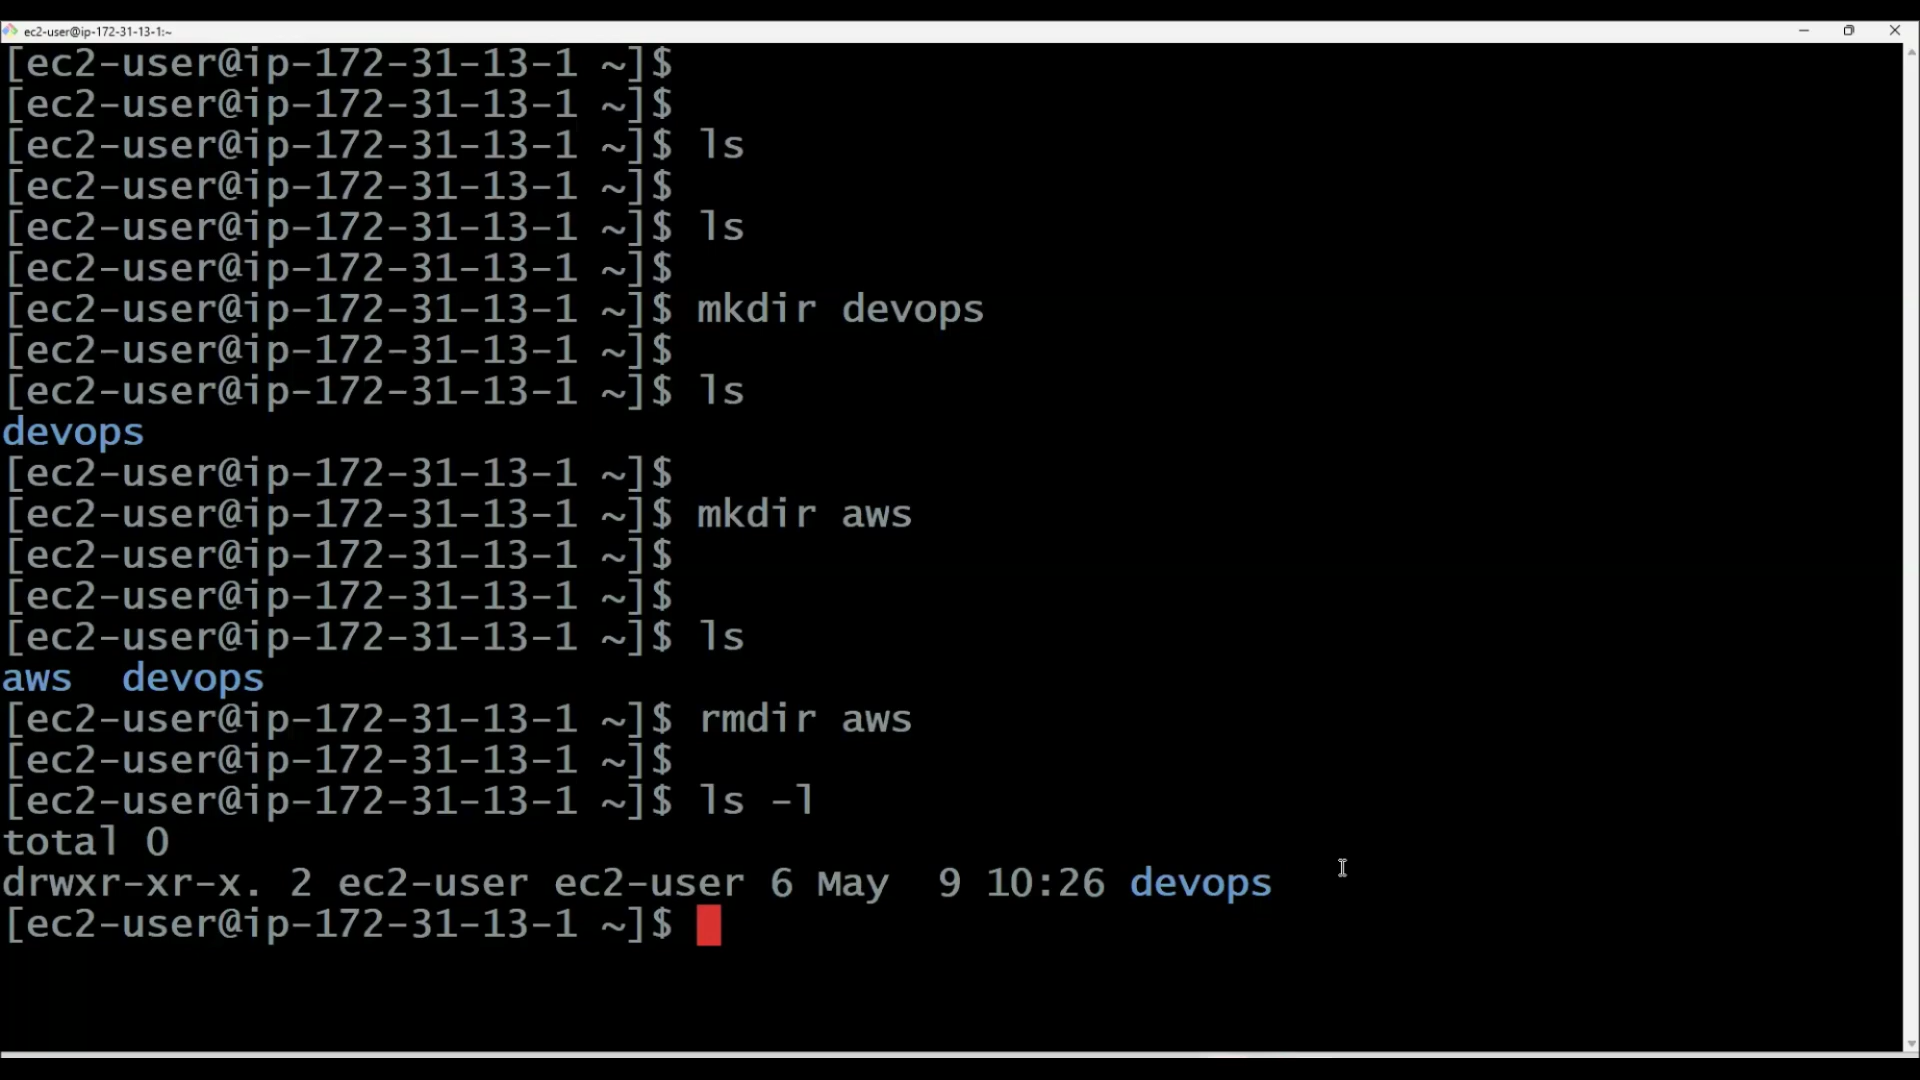 ec2-user@ip-172-31-13-1:~
[ec2-user@ip-172-31-13-1 ~]$
[ec2-user@ip-172-31-13-1 ~]$
[ec2-user@ip-172-31-13-1 ~]$ ls
[ec2-user@ip-172-31-13-1 ~]$
[ec2-user@ip-172-31-13-1 ~]$ ls
[ec2-user@ip-172-31-13-1 ~]$
[ec2-user@ip-172-31-13-1 ~]$ mkdir devops
[ec2-user@ip-172-31-13-1 ~]$
[ec2-user@ip-172-31-13-1 ~]$ ls
devops
[ec2-user@ip-172-31-13-1 ~]$
[ec2-user@ip-172-31-13-1 ~]$ mkdir aws
[ec2-user@ip-172-31-13-1 ~]$
[ec2-user@ip-172-31-13-1 ~]$
[ec2-user@ip-172-31-13-1 ~]$ ls
aws  devops
[ec2-user@ip-172-31-13-1 ~]$ rmdir aws
[ec2-user@ip-172-31-13-1 ~]$
[ec2-user@ip-172-31-13-1 ~]$ ls -l
total 0
drwxr-xr-x. 2 ec2-user ec2-user 6 May  9 10:26 devops
[ec2-user@ip-172-31-13-1 ~]$